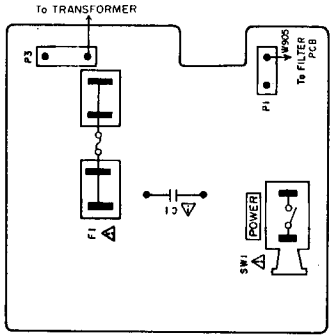 To TRANSFORMER
P3
W905
To FILTER
PCB
P1
C1
POWER
F1
SW1